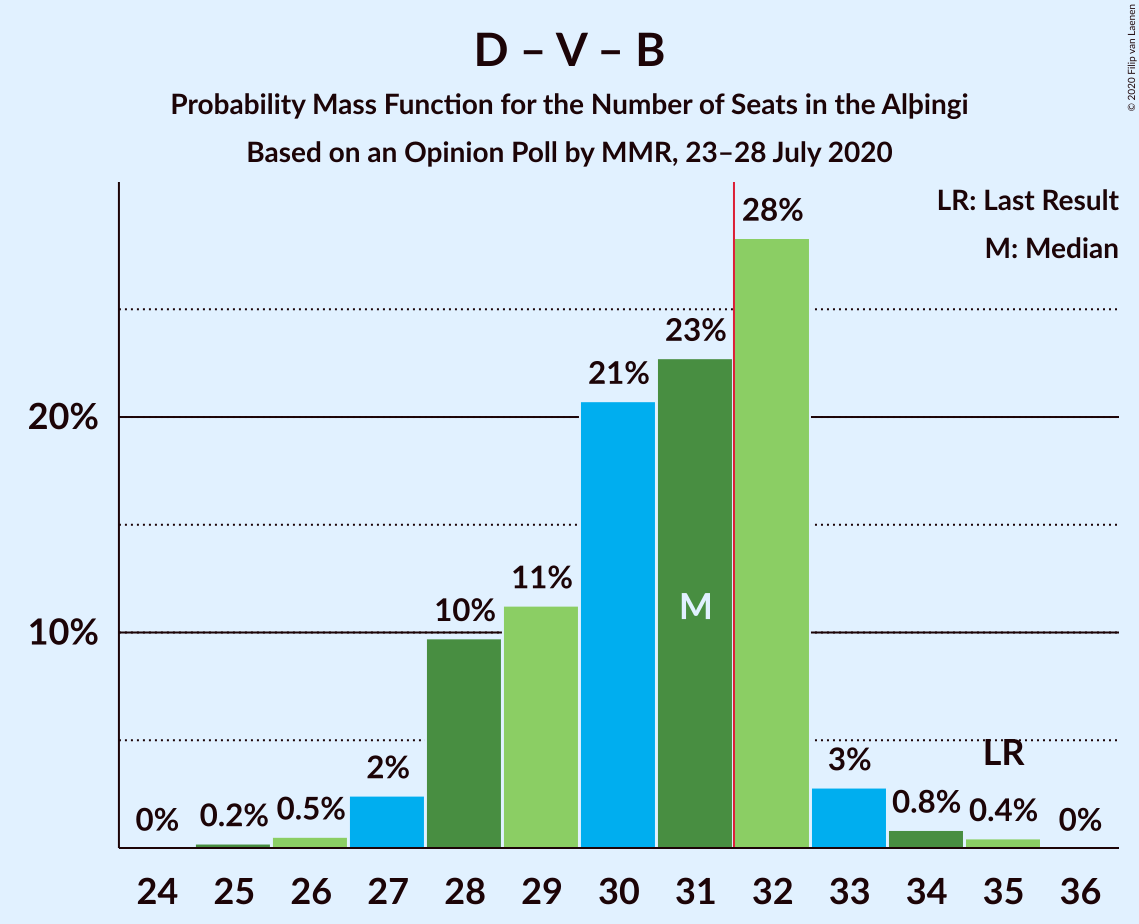 D – V – B
Probability Mass Function for the Number of Seats in the Alþingi
Based on an Opinion Poll by MMR, 23–28 July 2020
© 2020 Filip van Laenen
LR: Last Result
M: Median
28%
23%
21%
20%
11%
10%
M
10%
LR
3%
2%
0.8%
0.4%
0.5%
0.2%
0%
0%
24 25 26 27 28 29 30 31 32 33 34 35 36